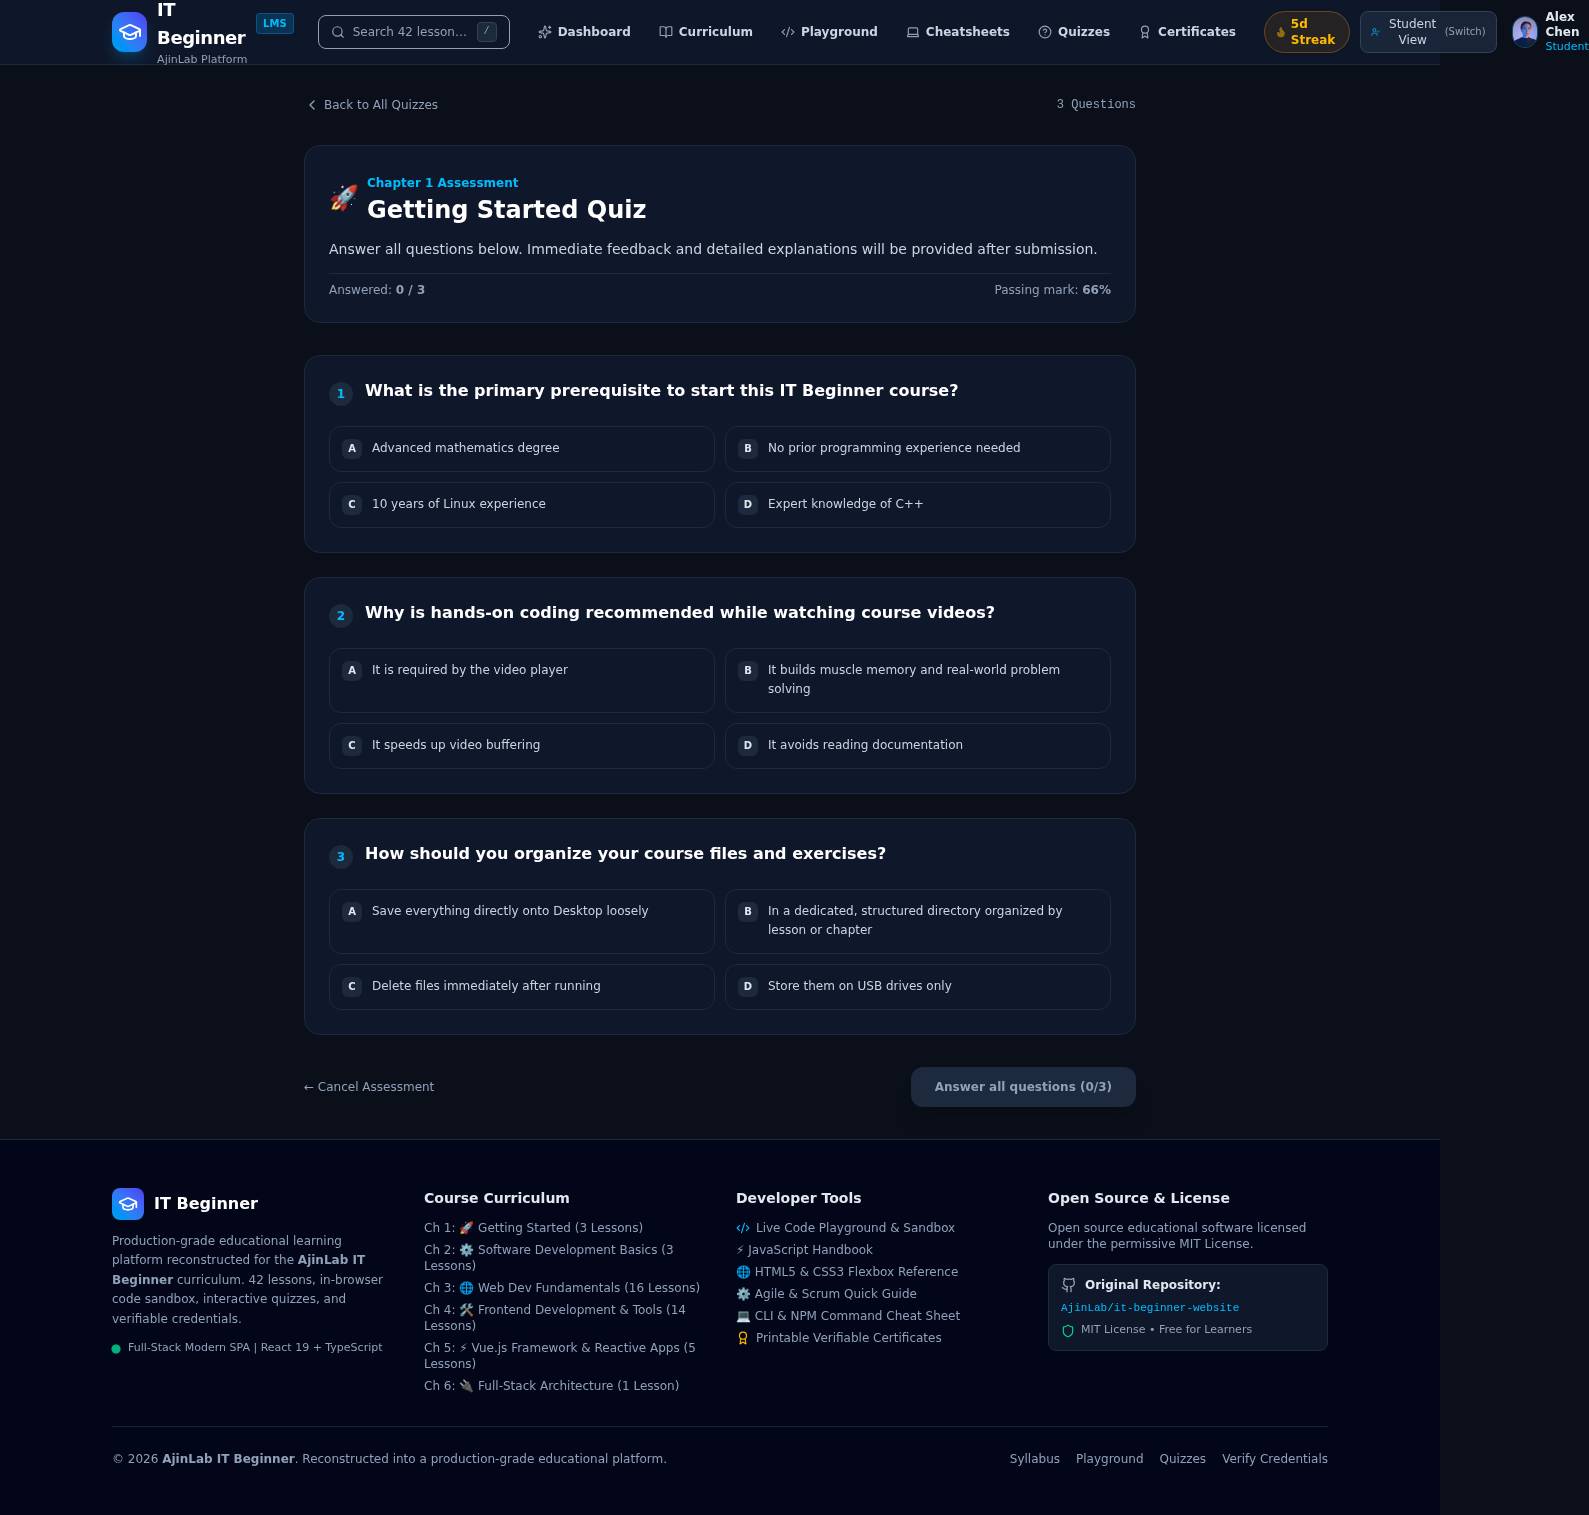 IT
Beginner
LMS
AjinLab Platform
Search 42 lesson...
/
Dashboard
Curriculum
Playground
Cheatsheets
Quizzes
Certificates
5d
Streak
Student
View
(Switch)
Alex
Chen
Student
Back to All Quizzes
3 Questions
Chapter 1 Assessment
🚀 Getting Started Quiz
Answer all questions below. Immediate feedback and detailed explanations will be provided after submission.
Answered: 0 / 3
Passing mark: 66%
1 What is the primary prerequisite to start this IT Beginner course?
A Advanced mathematics degree
B No prior programming experience needed
C 10 years of Linux experience
D Expert knowledge of C++
2 Why is hands-on coding recommended while watching course videos?
A It is required by the video player
B It builds muscle memory and real-world problem
solving
C It speeds up video buffering
D It avoids reading documentation
3 How should you organize your course files and exercises?
A Save everything directly onto Desktop loosely
B In a dedicated, structured directory organized by
lesson or chapter
C Delete files immediately after running
D Store them on USB drives only
← Cancel Assessment
Answer all questions (0/3)
IT Beginner
Production-grade educational learning
platform reconstructed for the AjinLab IT
Beginner curriculum. 42 lessons, in-browser
code sandbox, interactive quizzes, and
verifiable credentials.
Full-Stack Modern SPA | React 19 + TypeScript
Course Curriculum
Ch 1: 🚀 Getting Started (3 Lessons)
Ch 2: ⚙️ Software Development Basics (3
Lessons)
Ch 3: 🌐 Web Dev Fundamentals (16 Lessons)
Ch 4: 🛠️ Frontend Development & Tools (14
Lessons)
Ch 5: ⚡ Vue.js Framework & Reactive Apps (5
Lessons)
Ch 6: 🔌 Full-Stack Architecture (1 Lesson)
Developer Tools
Live Code Playground & Sandbox
⚡ JavaScript Handbook
🌐 HTML5 & CSS3 Flexbox Reference
⚙️ Agile & Scrum Quick Guide
💻 CLI & NPM Command Cheat Sheet
Printable Verifiable Certificates
Open Source & License
Open source educational software licensed
under the permissive MIT License.
Original Repository:
AjinLab/it-beginner-website
MIT License • Free for Learners
© 2026 AjinLab IT Beginner. Reconstructed into a production-grade educational platform.
Syllabus
Playground
Quizzes
Verify Credentials